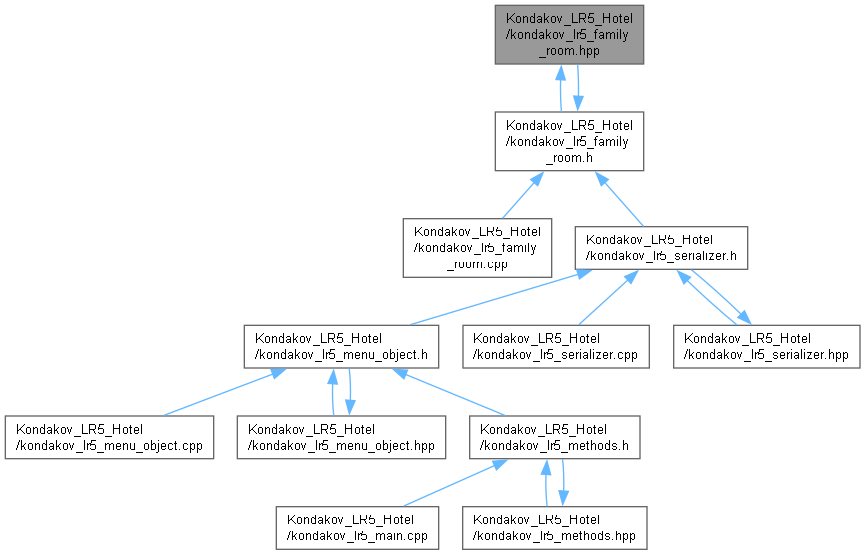 Kondakov_LR5_Hotel
/kondakov_lr5_family
_room.hpp
Kondakov_LR5_Hotel
/kondakov_lr5_family
_room.h
Kondakov_LR5_Hotel
/kondakov_lr5_family
_room.cpp
Kondakov_LR5_Hotel
/kondakov_lr5_serializer.h
Kondakov_LR5_Hotel
/kondakov_lr5_menu_object.h
Kondakov_LR5_Hotel
/kondakov_lr5_serializer.cpp
Kondakov_LR5_Hotel
/kondakov_lr5_serializer.hpp
Kondakov_LR5_Hotel
/kondakov_lr5_menu_object.cpp
Kondakov_LR5_Hotel
/kondakov_lr5_menu_object.hpp
Kondakov_LR5_Hotel
/kondakov_lr5_methods.h
Kondakov_LR5_Hotel
/kondakov_lr5_main.cpp
Kondakov_LR5_Hotel
/kondakov_lr5_methods.hpp